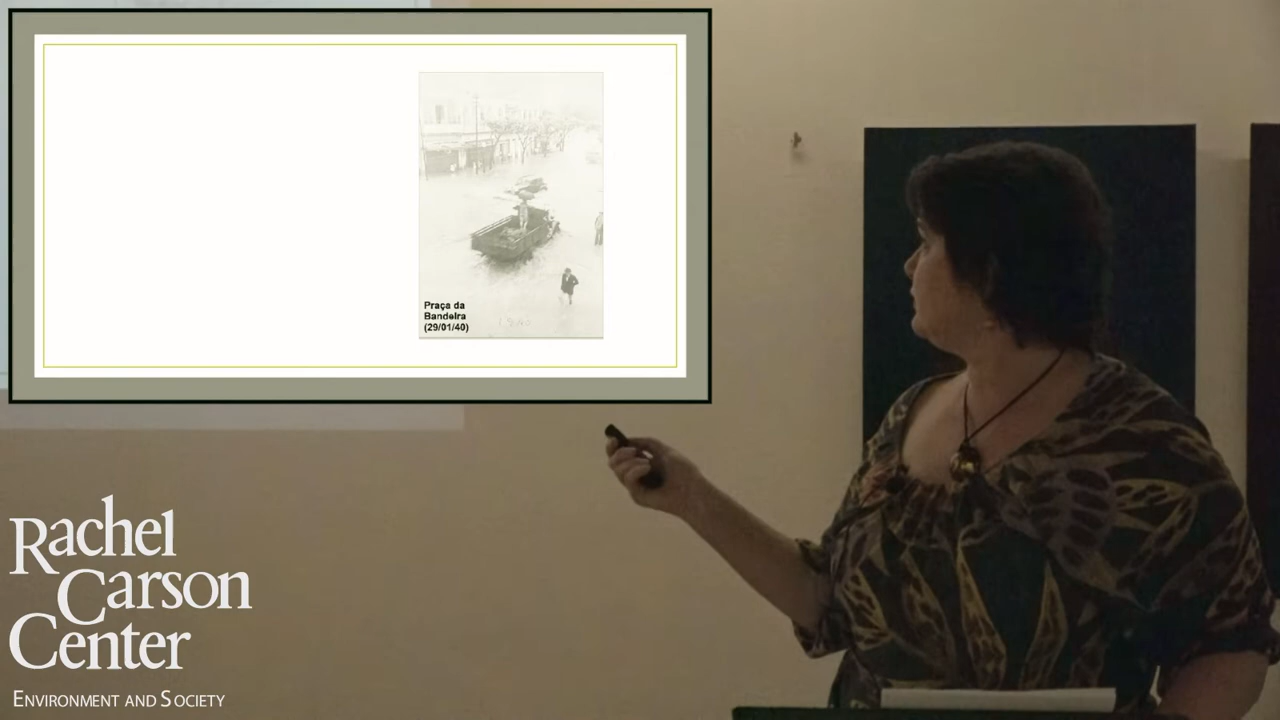 Praça da
Bandeira
(29/01/40)
Rachel
Carson
Center
ENVIRONMENT AND SOCIETY